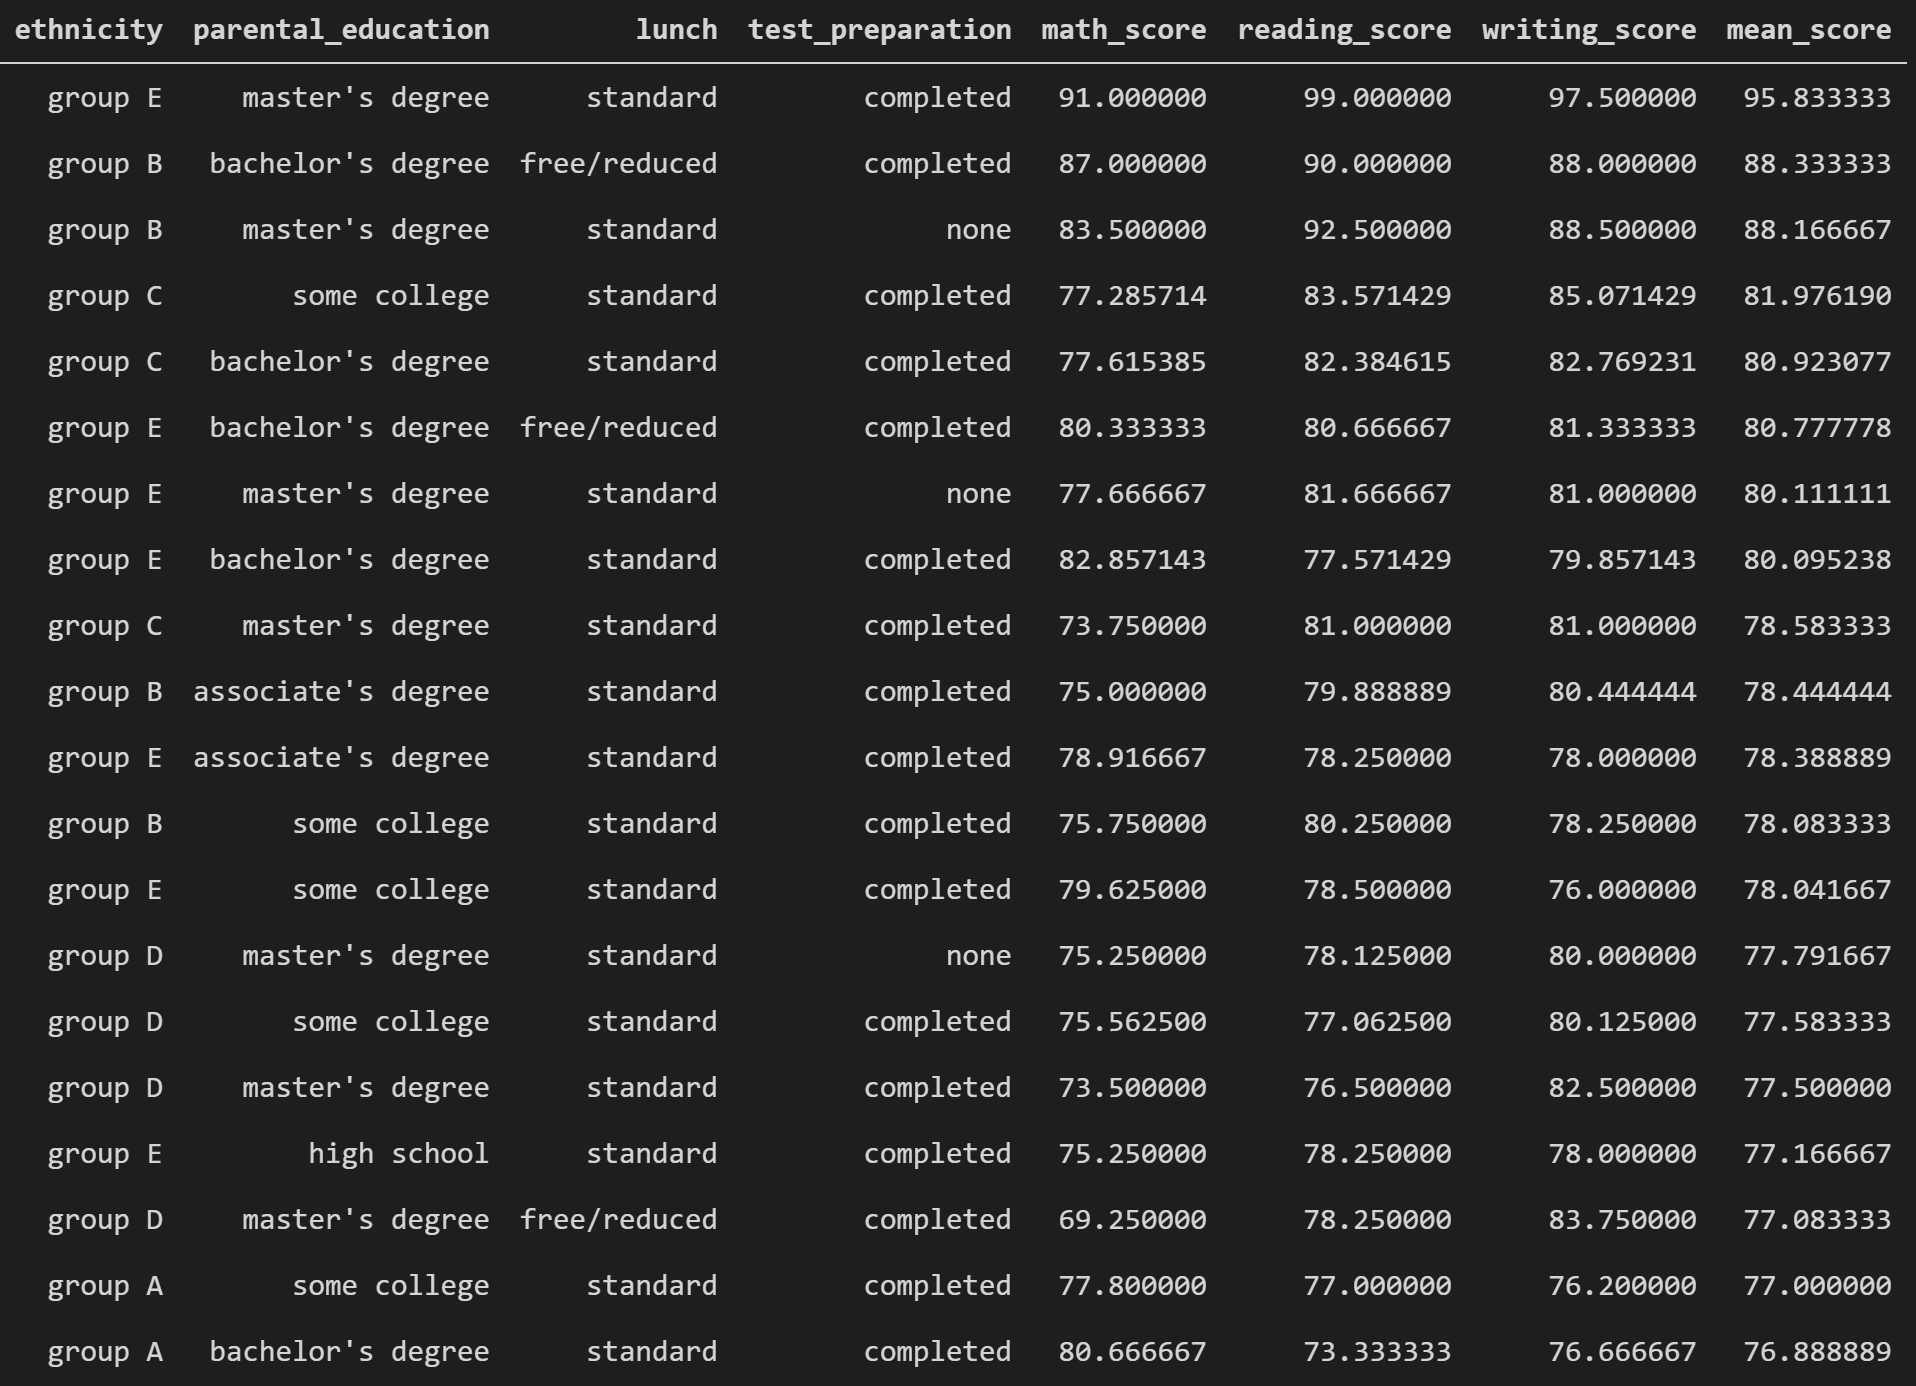 ethnicity parental_education lunch test_preparation math_score reading_score writing_score mean_score
group E master's degree standard completed 91.000000 99.000000 97.500000 95.833333
group B bachelor's degree free/reduced completed 87.000000 90.000000 88.000000 88.333333
group B master's degree standard none 83.500000 92.500000 88.500000 88.166667
group C some college standard completed 77.285714 83.571429 85.071429 81.976190
group C bachelor's degree standard completed 77.615385 82.384615 82.769231 80.923077
group E bachelor's degree free/reduced completed 80.333333 80.666667 81.333333 80.777778
group E master's degree standard none 77.666667 81.666667 81.000000 80.111111
group E bachelor's degree standard completed 82.857143 77.571429 79.857143 80.095238
group C master's degree standard completed 73.750000 81.000000 81.000000 78.583333
group B associate's degree standard completed 75.000000 79.888889 80.444444 78.444444
group E associate's degree standard completed 78.916667 78.250000 78.000000 78.388889
group B some college standard completed 75.750000 80.250000 78.250000 78.083333
group E some college standard completed 79.625000 78.500000 76.000000 78.041667
group D master's degree standard none 75.250000 78.125000 80.000000 77.791667
group D some college standard completed 75.562500 77.062500 80.125000 77.583333
group D master's degree standard completed 73.500000 76.500000 82.500000 77.500000
group E high school standard completed 75.250000 78.250000 78.000000 77.166667
group D master's degree free/reduced completed 69.250000 78.250000 83.750000 77.083333
group A some college standard completed 77.800000 77.000000 76.200000 77.000000
group A bachelor's degree standard completed 80.666667 73.333333 76.666667 76.888889